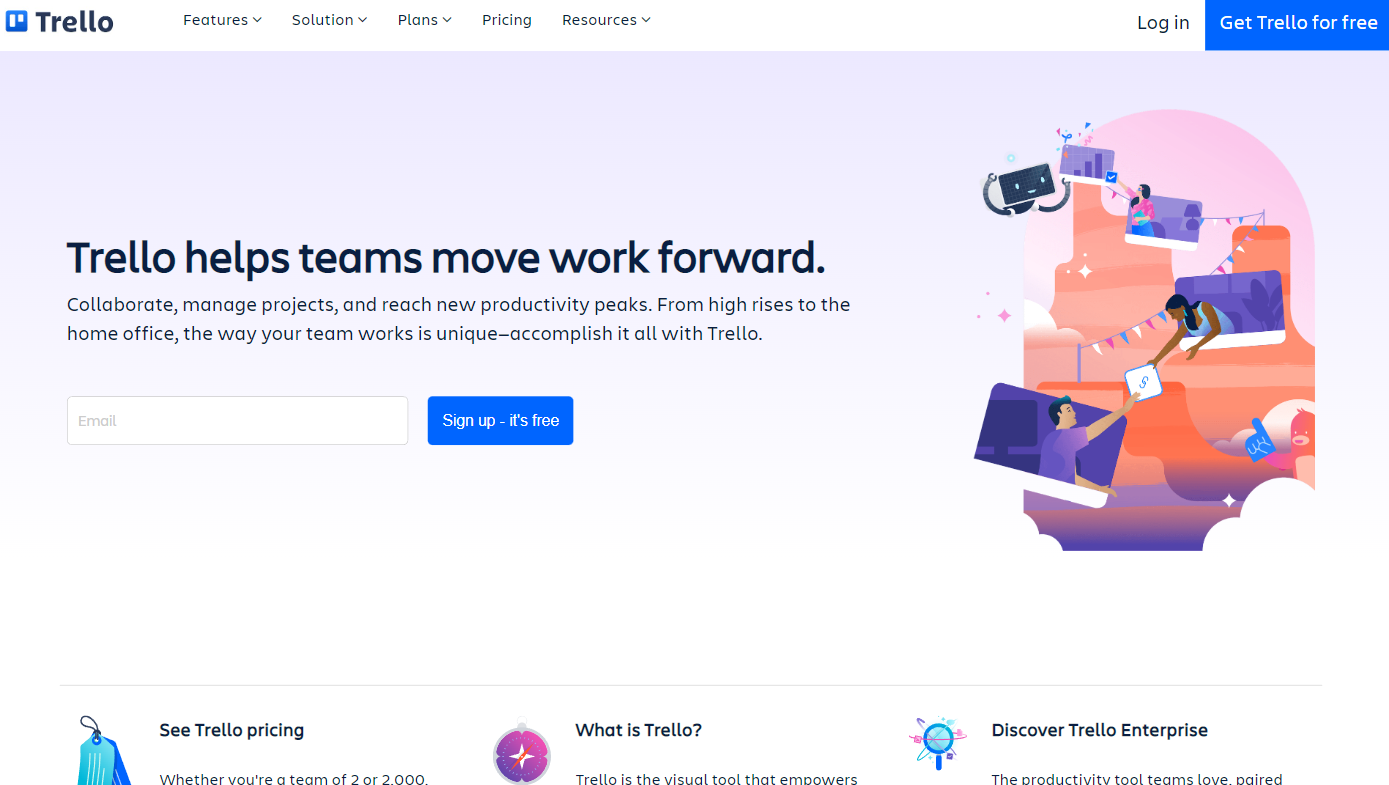 Trello
Features
Solution
Plans
Pricing
Resources
Log in
Get Trello for free
Trello helps teams move work forward.
Collaborate, manage projects, and reach new productivity peaks. From high rises to the
home office, the way your team works is unique—accomplish it all with Trello.
Email
Sign up - it's free
See Trello pricing
Whether you're a team of 2 or 2,000,
What is Trello?
Trello is the visual tool that empowers
Discover Trello Enterprise
The productivity tool teams love, paired